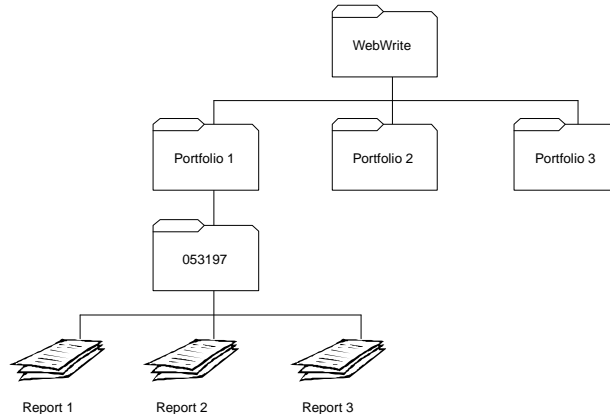 WebWrite
Portfolio 1
Portfolio 2
Portfolio 3
053197
Report 1
Report 2
Report 3